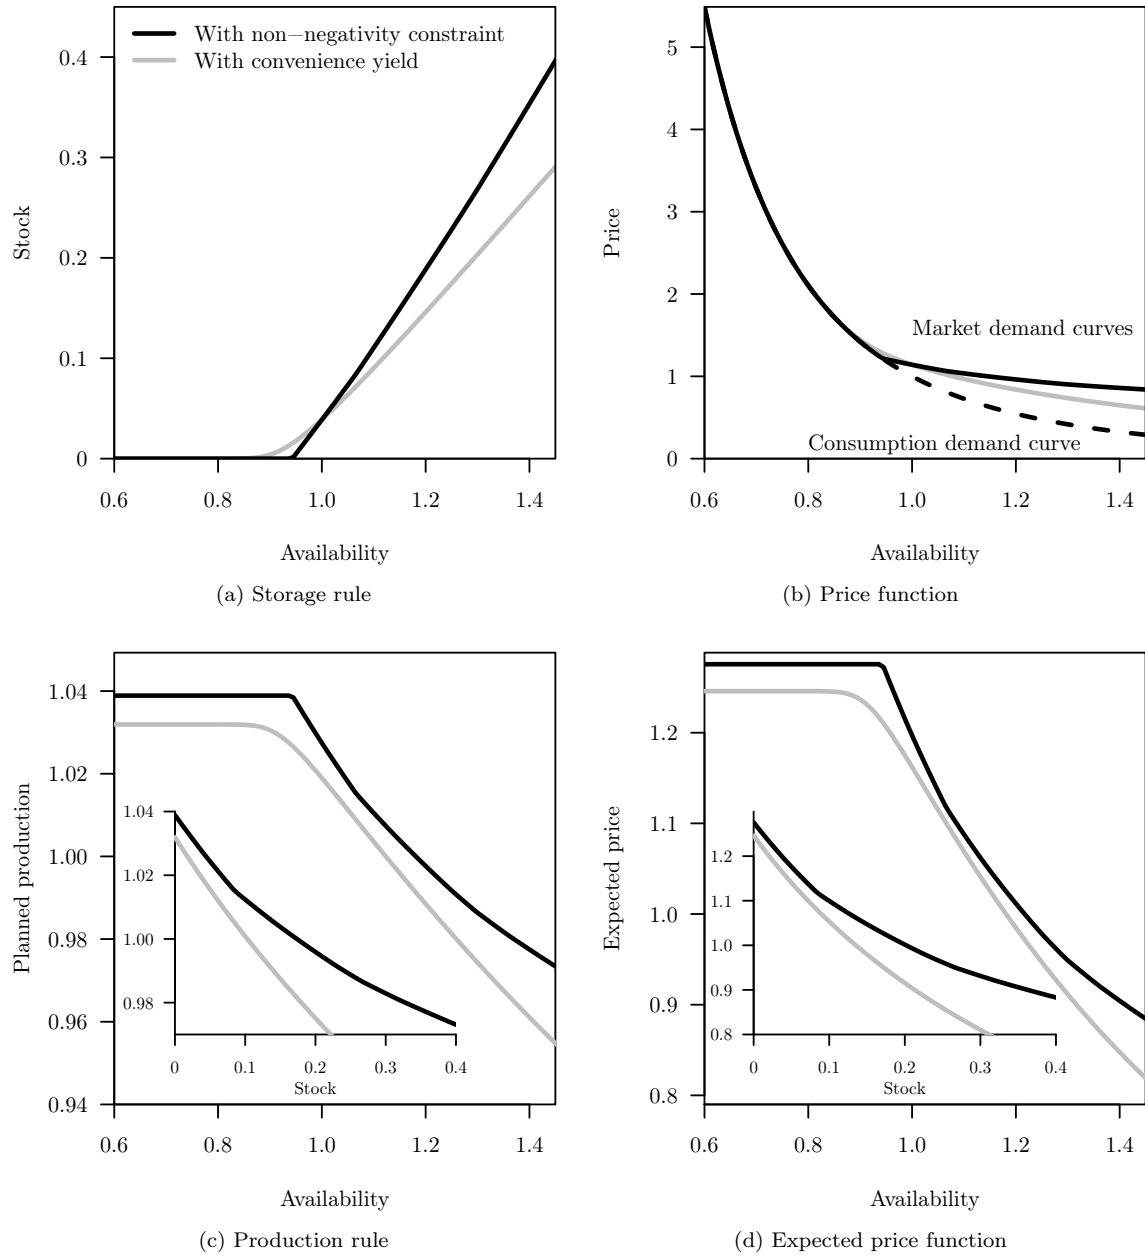 With non−negativity constraint
With convenience yield
Stock
0.4
0.3
0.2
0.1
0
0.6 0.8 1.0 1.2 1.4
Availability
(a) Storage rule
Price
5
4
3
2
1
0
Market demand curves
Consumption demand curve
0.6 0.8 1.0 1.2 1.4
Availability
(b) Price function
Planned production
1.04
1.02
1.00
0.98
0.96
0.94
1.04
1.02
1.00
0.98
0 0.1 0.2 0.3 0.4
Stock
0.6 0.8 1.0 1.2 1.4
Availability
(c) Production rule
Expected price
1.2
1.1
1.0
0.9
0.8
1.2
1.1
1.0
0.9
0.8
0 0.1 0.2 0.3 0.4
Stock
0.6 0.8 1.0 1.2 1.4
Availability
(d) Expected price function